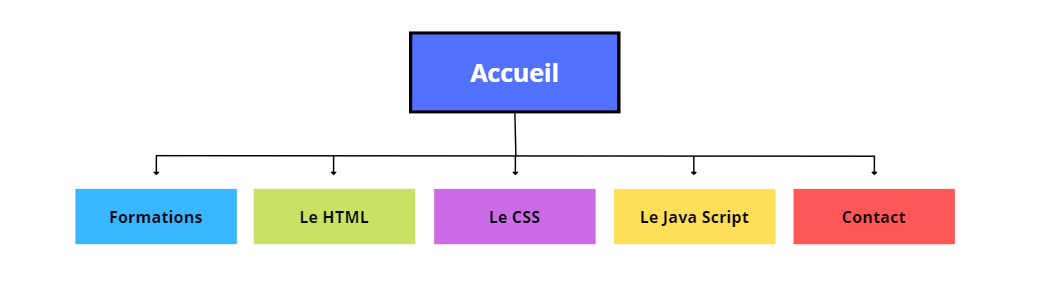 Accueil
Formations
Le HTML
Le CSS
Le Java Script
Contact